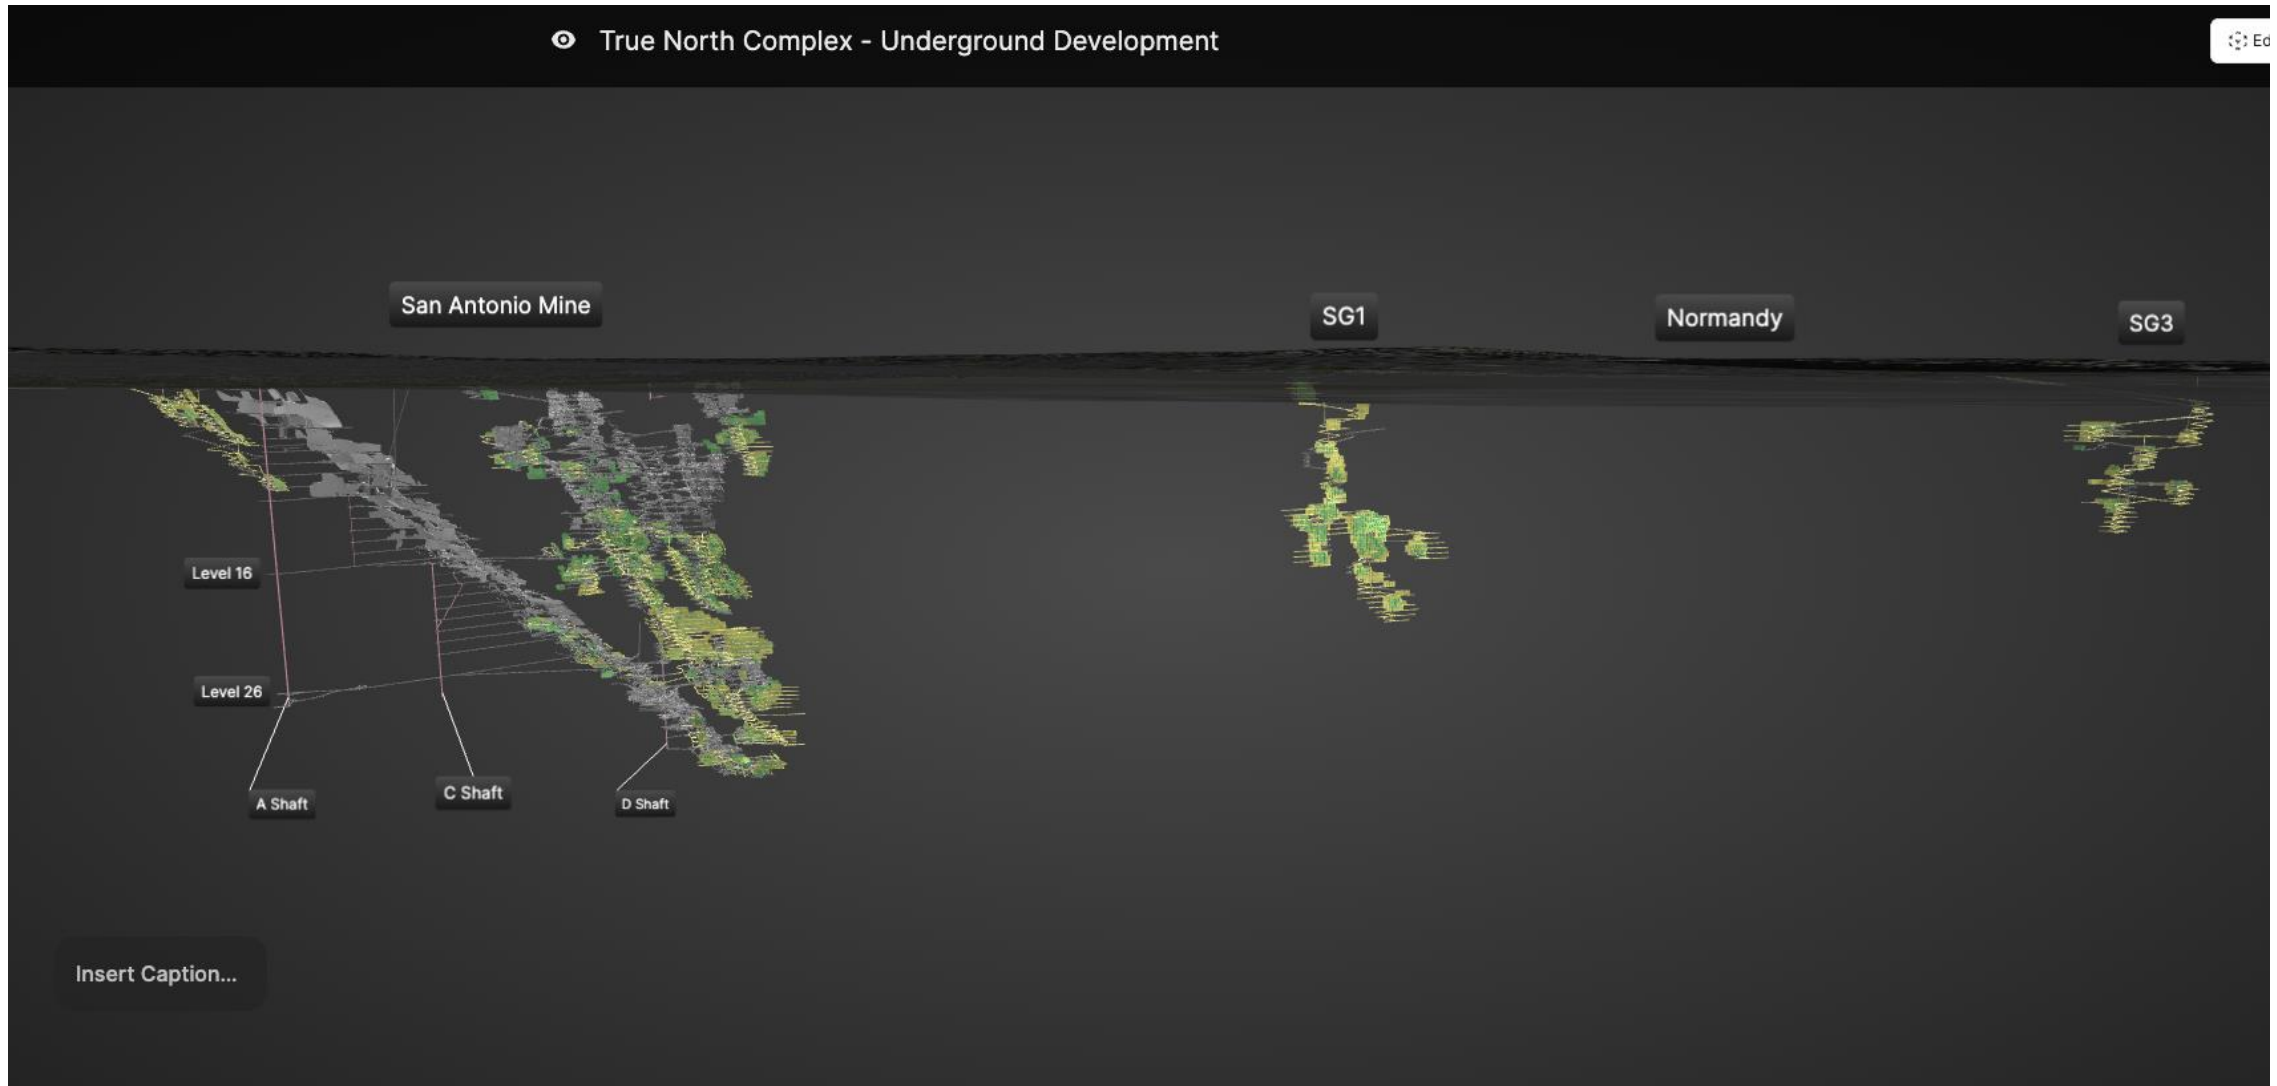 True North Complex - Underground Development
Ed
San Antonio Mine
SG1
Normandy
SG3
Level 16
Level 26
A Shaft
C Shaft
D Shaft
Insert Caption...